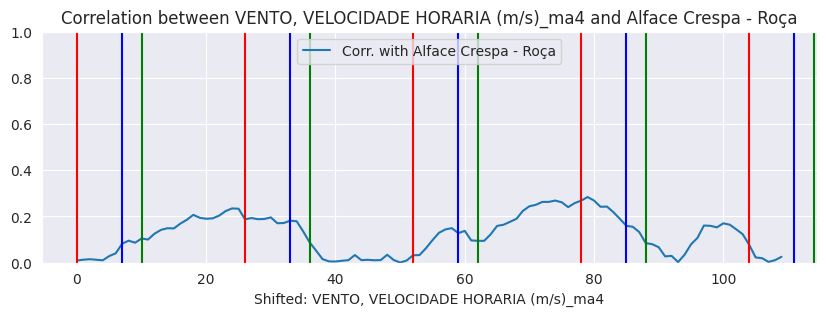 Correlation between VENTO, VELOCIDADE HORARIA (m/s)_ma4 and Alface Crespa - Roça
Corr. with Alface Crespa - Roça
1.0
0.8
0.6
0.4
0.2
0.0
0 20 40 60 80 100
Shifted: VENTO, VELOCIDADE HORARIA (m/s)_ma4